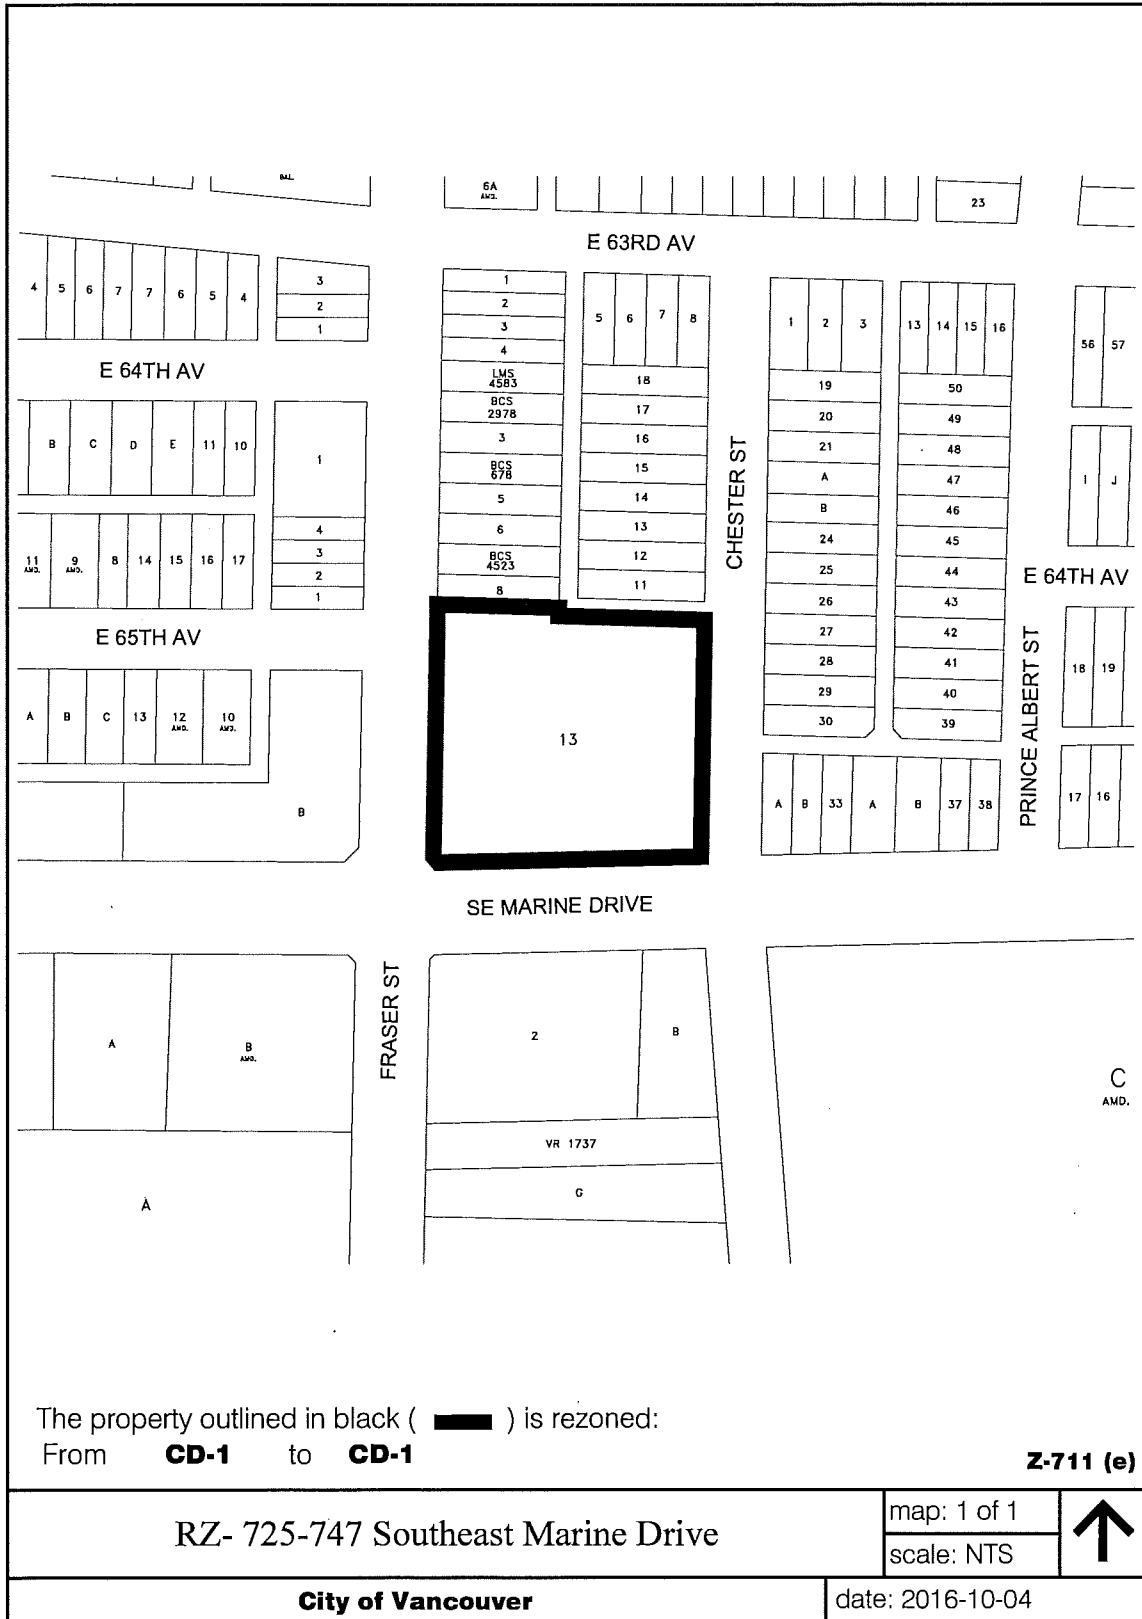 BAL.
6A
AMD.
23
E 63RD AV
4 5 6 7 7 6 5 4
3
2
1
E 64TH AV
1
2
3
4
LMS
4583
BCS
2978
3
BCS
678
5
6
BCS
4523
8
5 6 7 8
18
17
16
15
14
13
12
11
CHESTER ST
1 2 3
19
20
21
A
B
24
25
26
27
28
29
30
13 14 15 16
50
49
48
47
46
45
44
43
42
41
40
39
56 57
I J
E 64TH AV
PRINCE ALBERT ST
18 19
17 16
B C D E 11 10
1
4
3
2
1
11
AMD.
9
AMD.
8 14 15 16 17
E 65TH AV
A B C 13
12
AMD.
10
AMD.
B
13
A B 33 A B 37 38
SE MARINE DRIVE
FRASER ST
A
B
AMD.
2
B
VR 1737
G
A
C
AMD.
The property outlined in black ( ) is rezoned:
From CD-1 to CD-1
Z-711 (e)
RZ- 725-747 Southeast Marine Drive
map: 1 of 1
scale: NTS
City of Vancouver
date: 2016-10-04